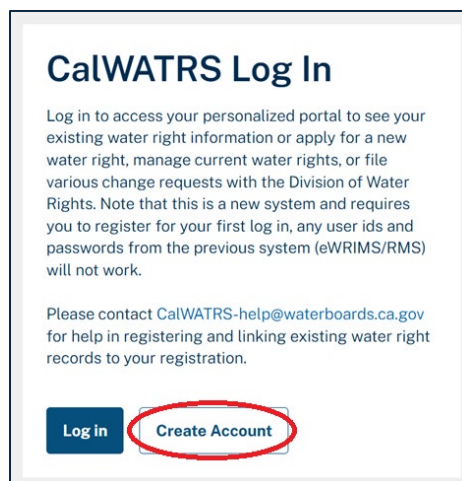 CalWATRS Log In
Log in to access your personalized portal to see your
existing water right information or apply for a new
water right, manage current water rights, or file
various change requests with the Division of Water
Rights. Note that this is a new system and requires
you to register for your first log in, any user ids and
passwords from the previous system (eWRIMS/RMS)
will not work.
Please contact CalWATRS-help@waterboards.ca.gov
for help in registering and linking existing water right
records to your registration.
Log in
Create Account